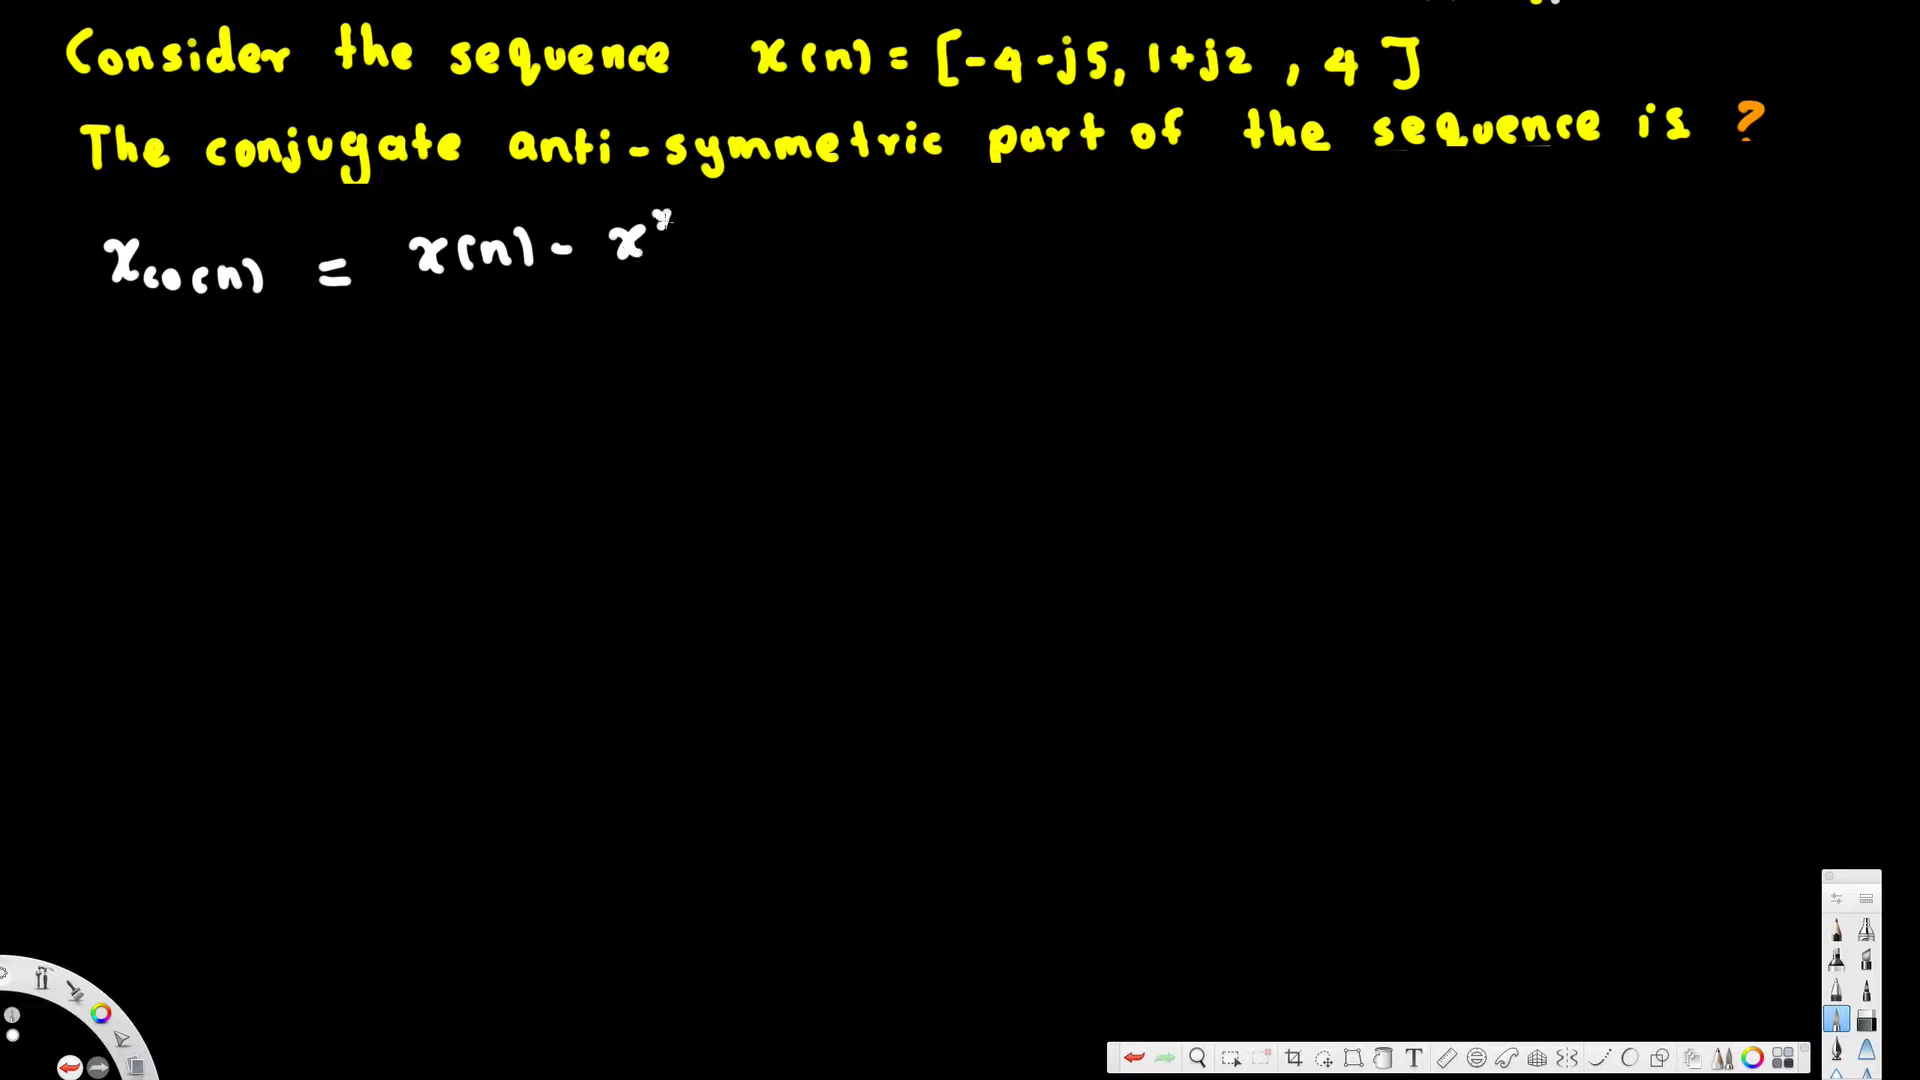 Consider the sequence x(n) = [-4-j5, 1+j2 , 4 ]
The conjugate anti-symmetric part of the sequence is ?
x_co(n) = x(n) - x*
T